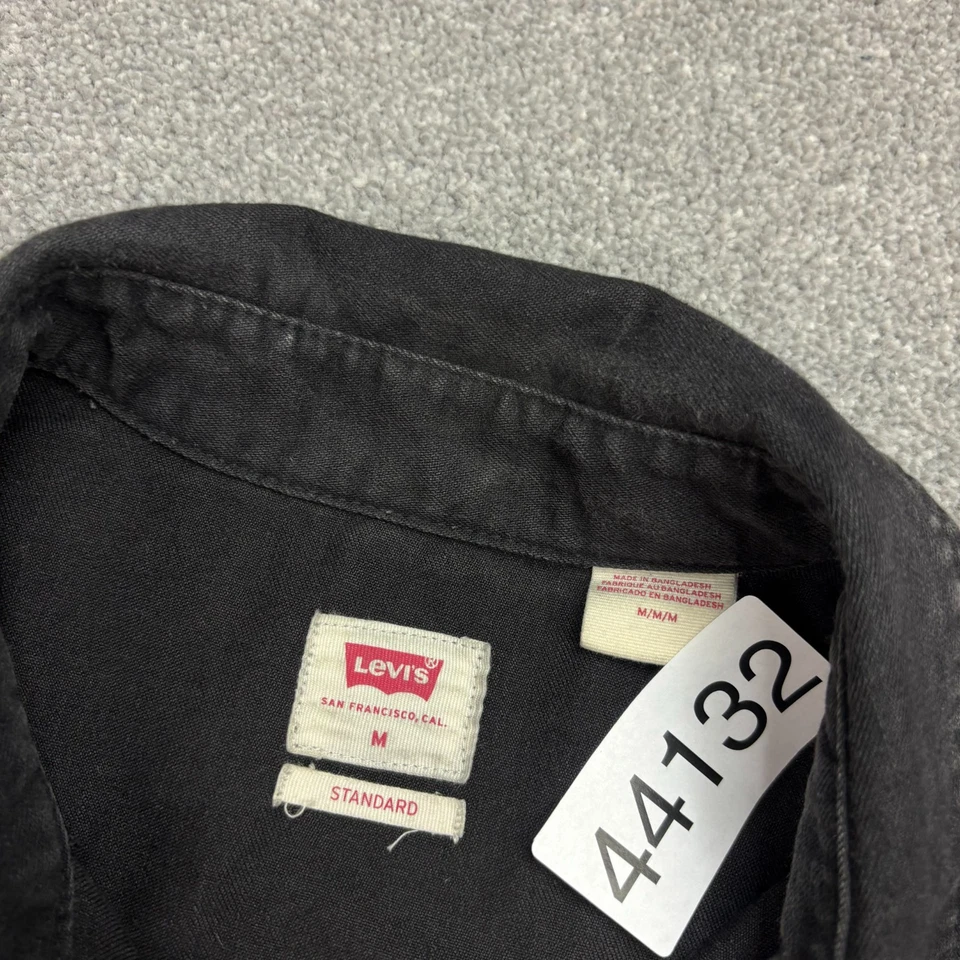 MADE IN BANGLADESH
FABRIQUE AU BANGLADESH
FABRICADO EN BANGLADESH
M/M/M
LEVI'S®
SAN FRANCISCO, CAL.
M
STANDARD
44132